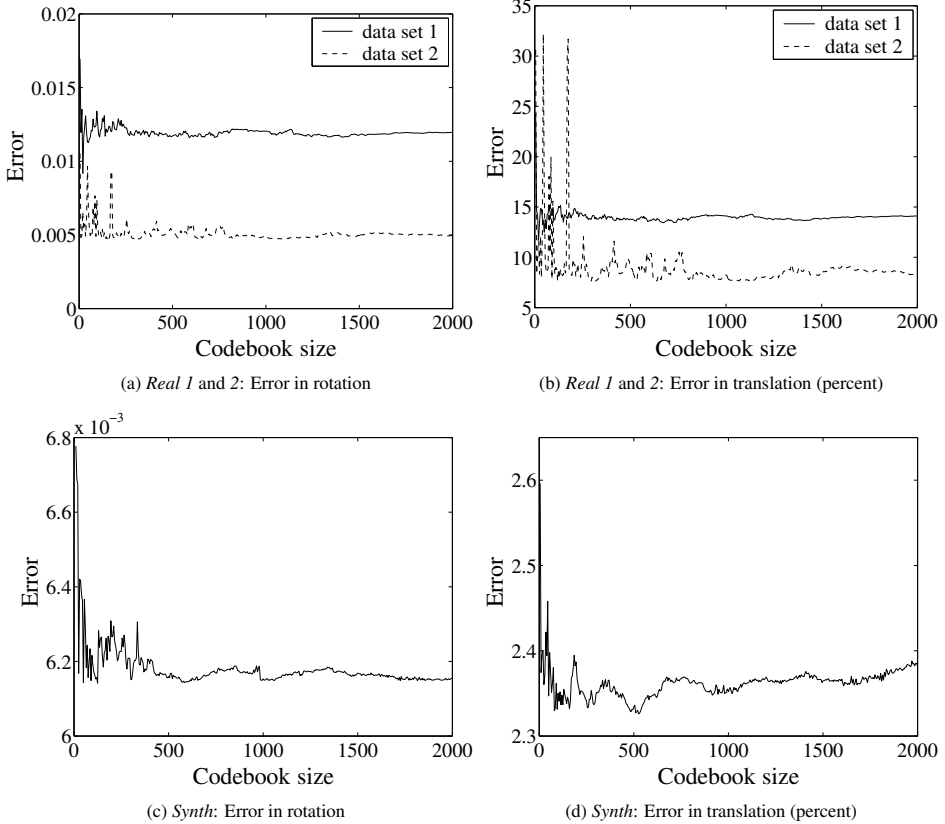 0.02
0.015
0.01
0.005
0
Error
data set 1
data set 2
0 500 1000 1500 2000
Codebook size
(a) Real 1 and 2: Error in rotation
35
30
25
20
15
10
5
Error
data set 1
data set 2
0 500 1000 1500 2000
Codebook size
(b) Real 1 and 2: Error in translation (percent)
x 10⁻³
6.8
6.6
6.4
6.2
6
Error
0 500 1000 1500 2000
Codebook size
(c) Synth: Error in rotation
2.6
2.5
2.4
2.3
Error
0 500 1000 1500 2000
Codebook size
(d) Synth: Error in translation (percent)